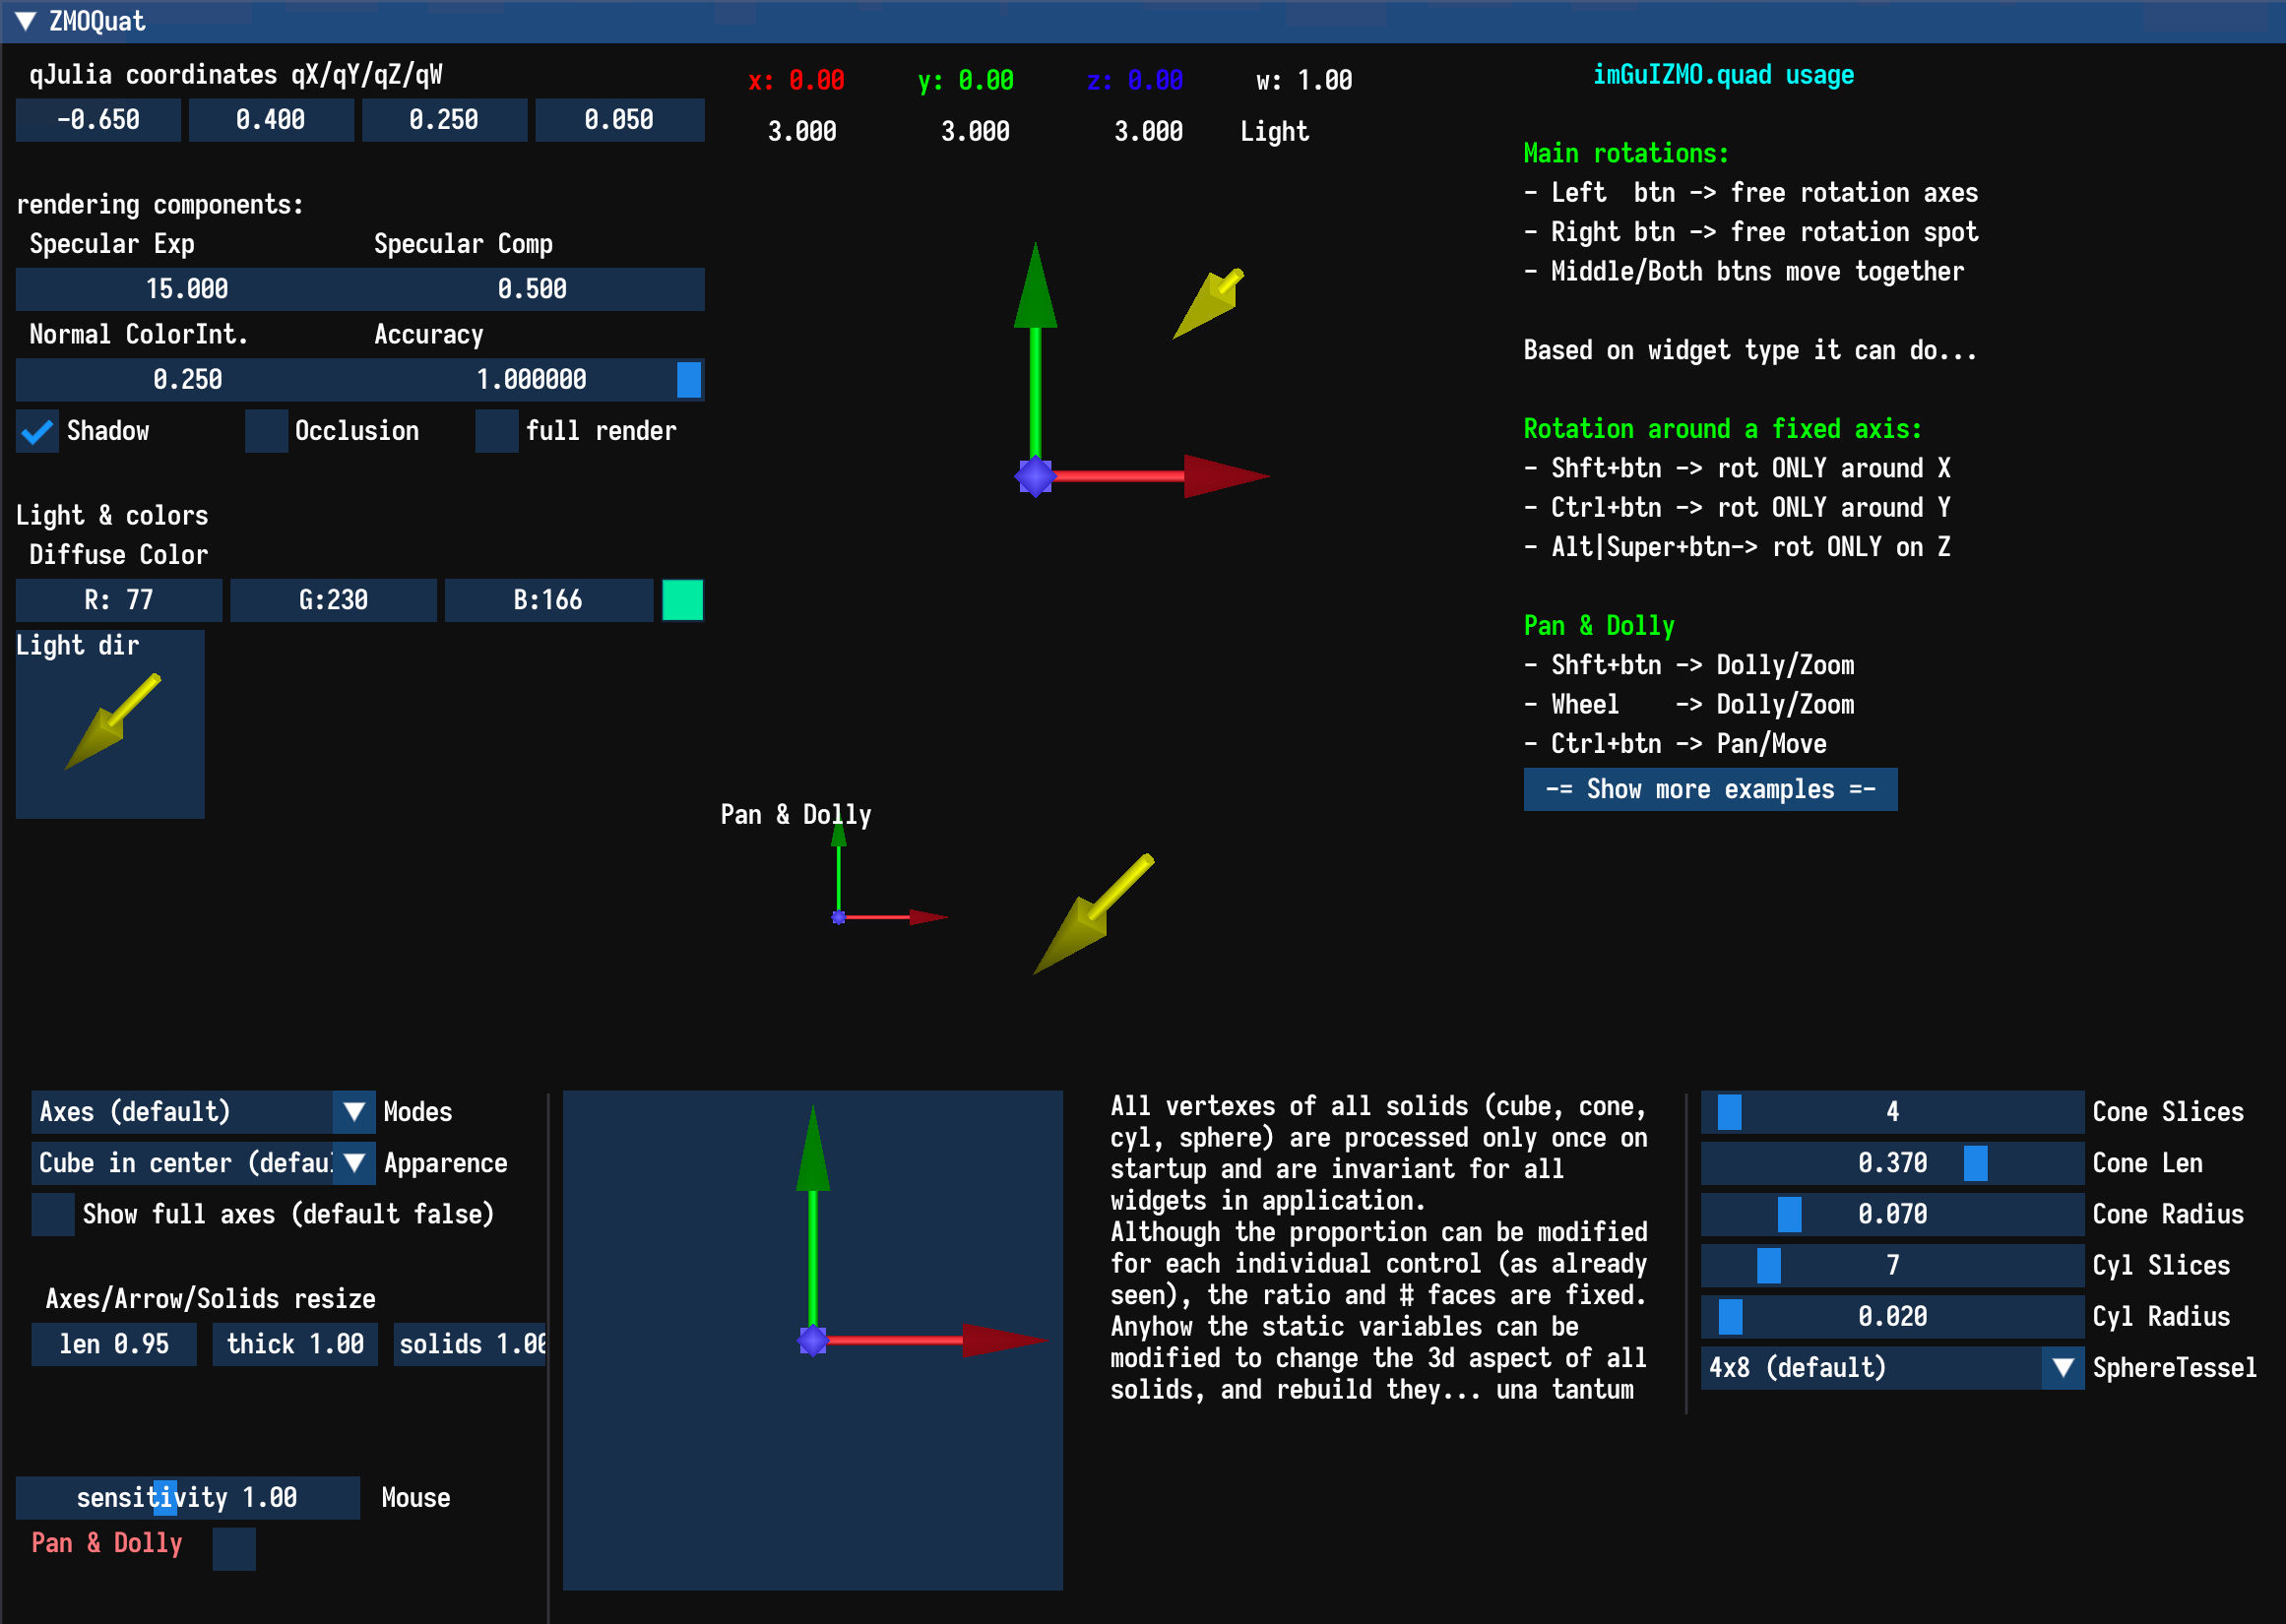 ZMOQuat
qJulia coordinates qX/qY/qZ/qW
-0.650 0.400 0.250 0.050
rendering components:
Specular Exp Specular Comp
15.000 0.500
Normal ColorInt. Accuracy
0.250 1.000000
Shadow Occlusion full render
Light & colors
Diffuse Color
R: 77 G:230 B:166
Light dir
x: 0.00 y: 0.00 z: 0.00 w: 1.00
3.000 3.000 3.000 Light
Pan & Dolly
imGuIZMO.quad usage
Main rotations:
- Left  btn -> free rotation axes
- Right btn -> free rotation spot
- Middle/Both btns move together
Based on widget type it can do...
Rotation around a fixed axis:
- Shft+btn -> rot ONLY around X
- Ctrl+btn -> rot ONLY around Y
- Alt|Super+btn-> rot ONLY on Z
Pan & Dolly
- Shft+btn -> Dolly/Zoom
- Wheel    -> Dolly/Zoom
- Ctrl+btn -> Pan/Move
-= Show more examples =-
Axes (default) Modes
Cube in center (defau Apparence
Show full axes (default false)
Axes/Arrow/Solids resize
len 0.95 thick 1.00 solids 1.00
sensitivity 1.00 Mouse
Pan & Dolly
All vertexes of all solids (cube, cone,
cyl, sphere) are processed only once on
startup and are invariant for all
widgets in application.
Although the proportion can be modified
for each individual control (as already
seen), the ratio and # faces are fixed.
Anyhow the static variables can be
modified to change the 3d aspect of all
solids, and rebuild they... una tantum
4 Cone Slices
0.370 Cone Len
0.070 Cone Radius
7 Cyl Slices
0.020 Cyl Radius
4x8 (default) SphereTessel